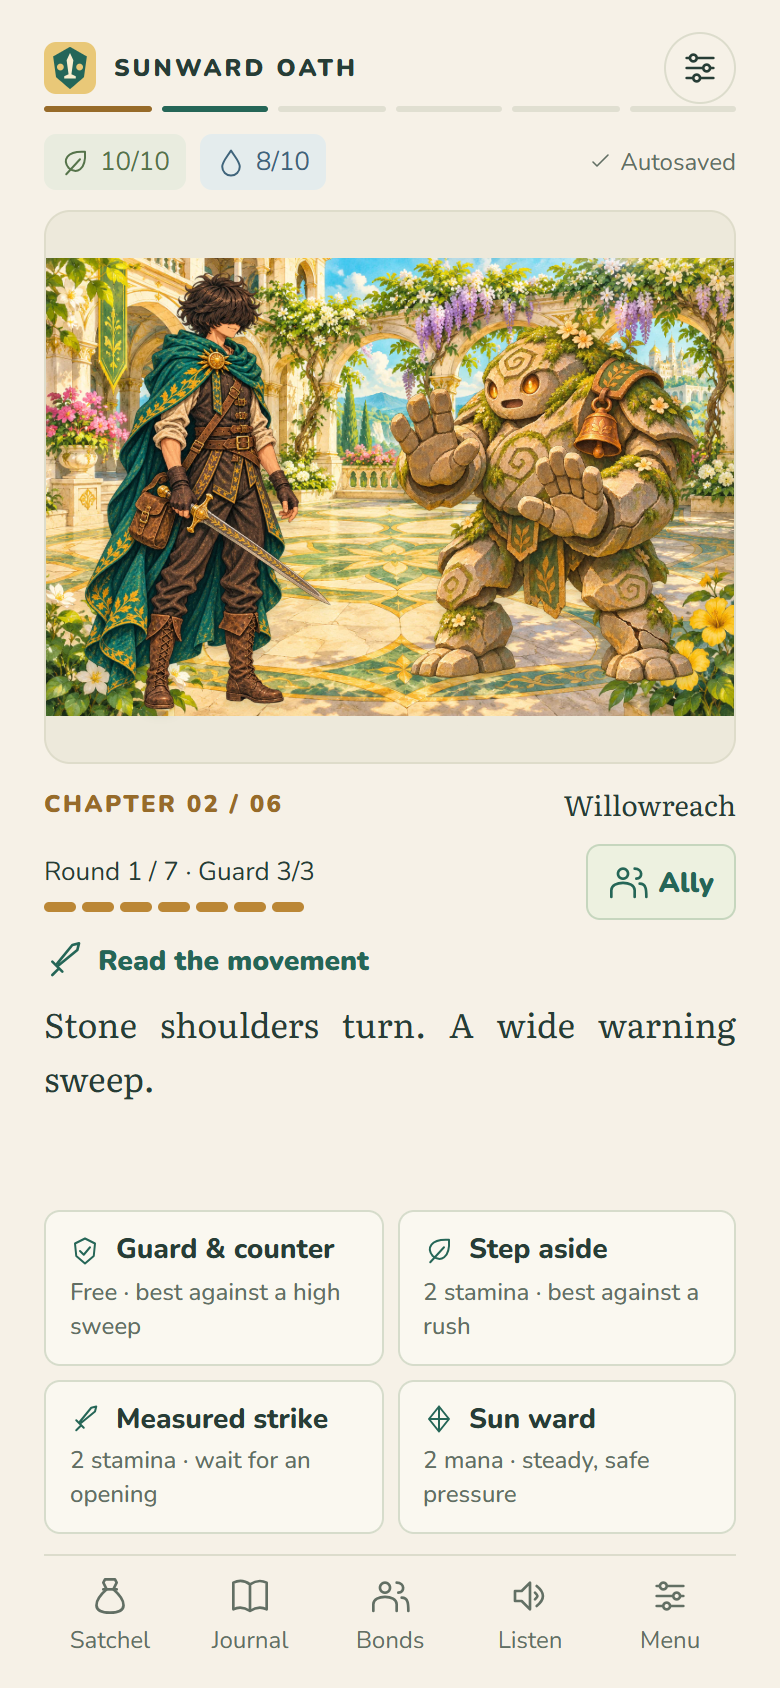 SUNWARD OATH
10/10
8/10
Autosaved
CHAPTER 02 / 06
Willowreach
Round 1 / 7 · Guard 3/3
Ally
Read the movement
Stone shoulders turn. A wide warning
sweep.
Guard & counter
Free · best against a high
sweep
Step aside
2 stamina · best against a
rush
Measured strike
2 stamina · wait for an
opening
Sun ward
2 mana · steady, safe
pressure
Satchel
Journal
Bonds
Listen
Menu